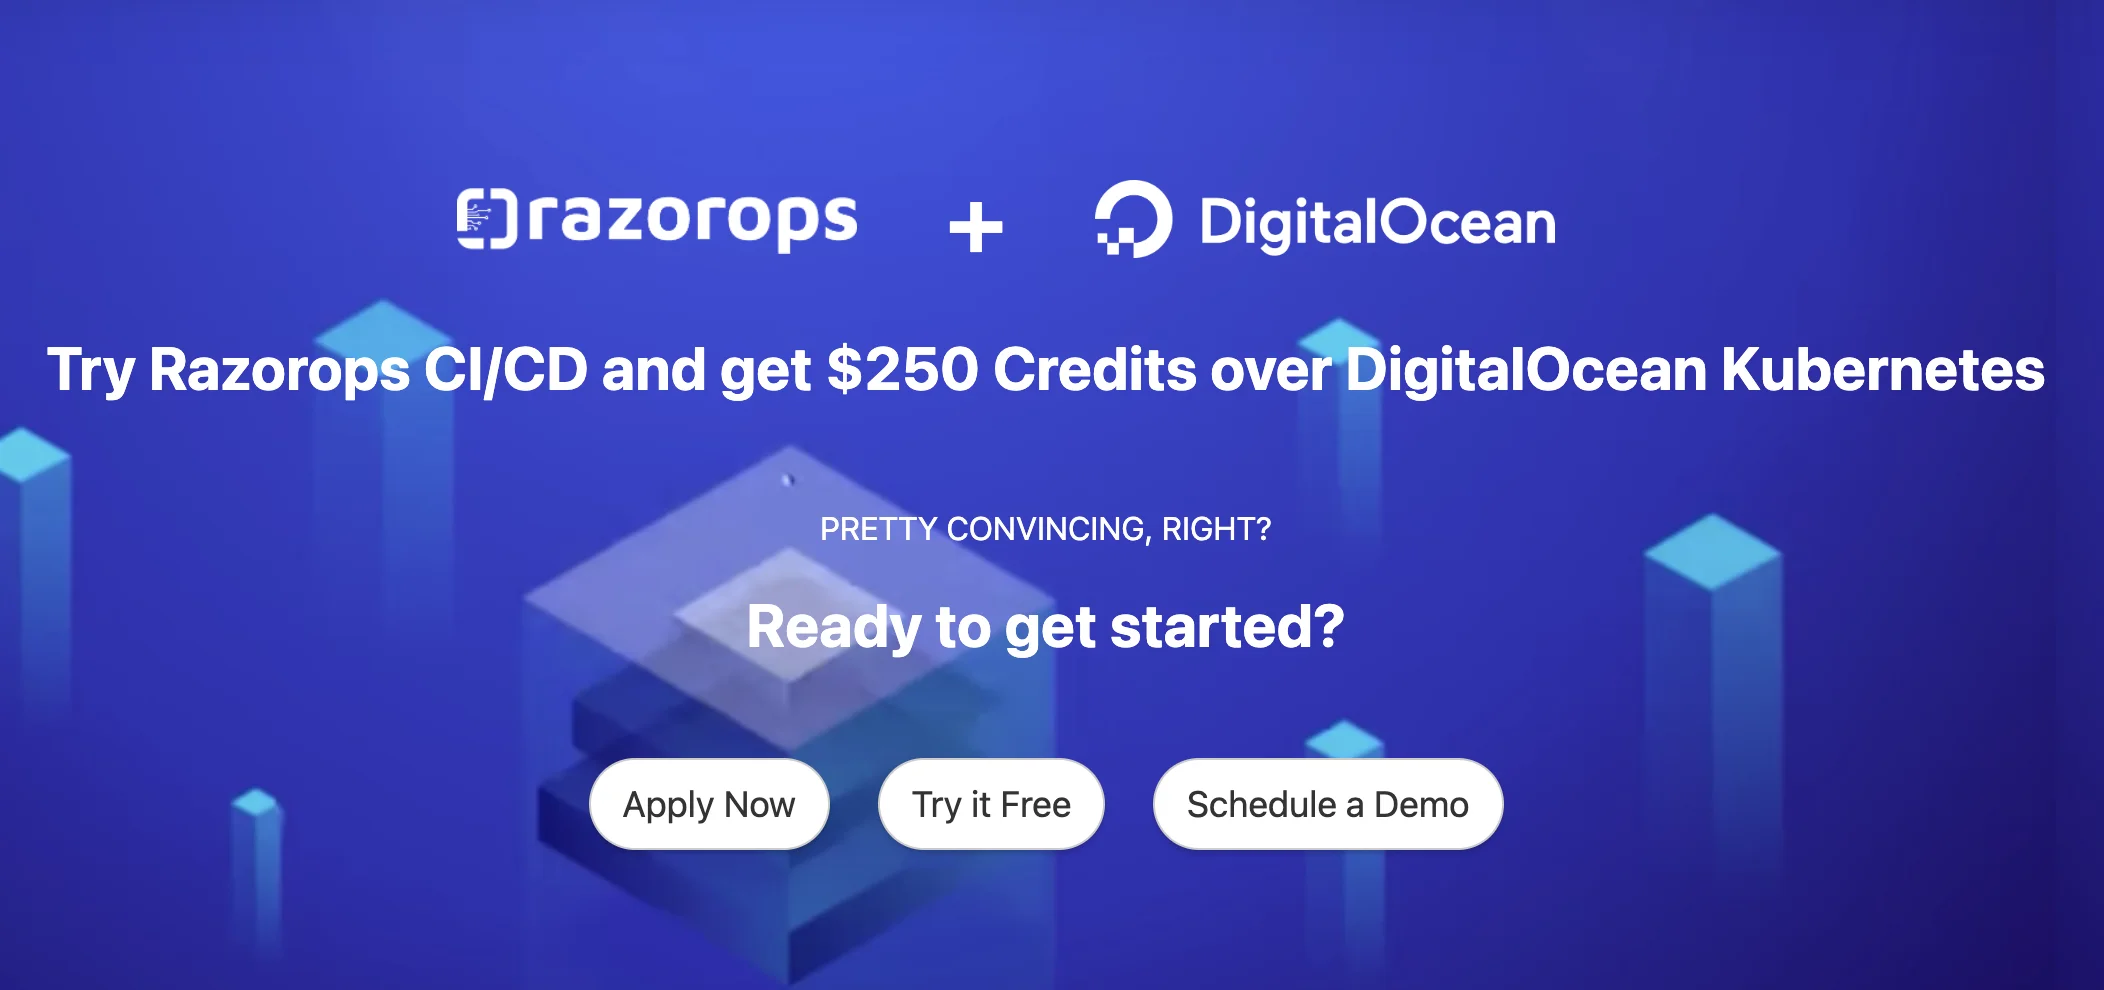 razorops + DigitalOcean
Try Razorops CI/CD and get $250 Credits over DigitalOcean Kubernetes
PRETTY CONVINCING, RIGHT?
Ready to get started?
Apply Now Try it Free Schedule a Demo